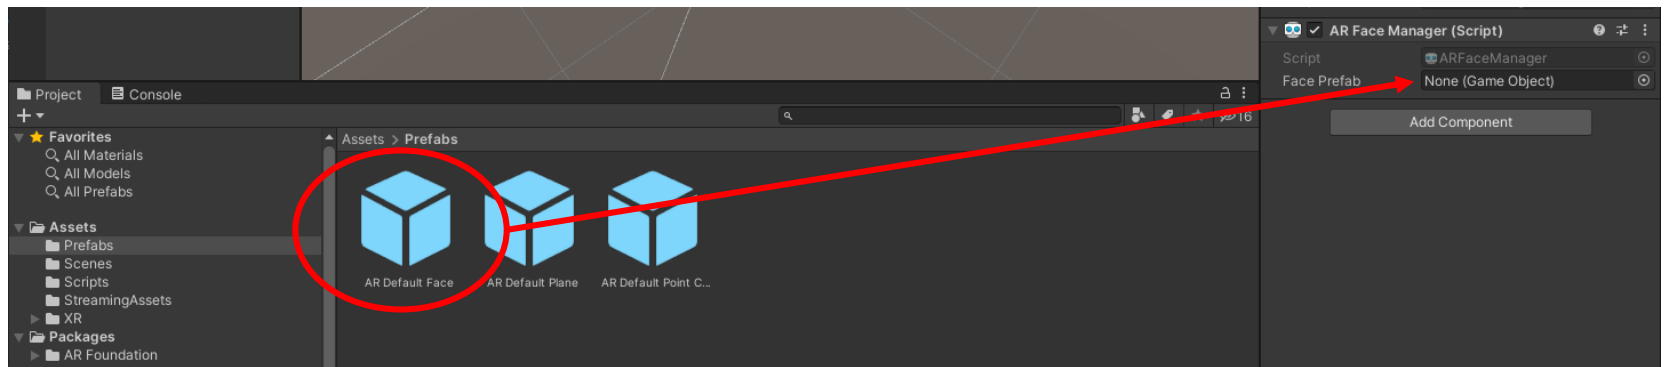 AR Face Manager (Script)
Script
ARFaceManager
Face Prefab
None (Game Object)
Add Component
Project
Console
16
Favorites
All Materials
All Models
All Prefabs
Assets
Prefabs
Scenes
Scripts
StreamingAssets
XR
Packages
AR Foundation
Assets > Prefabs
AR Default Face
AR Default Plane
AR Default Point C...